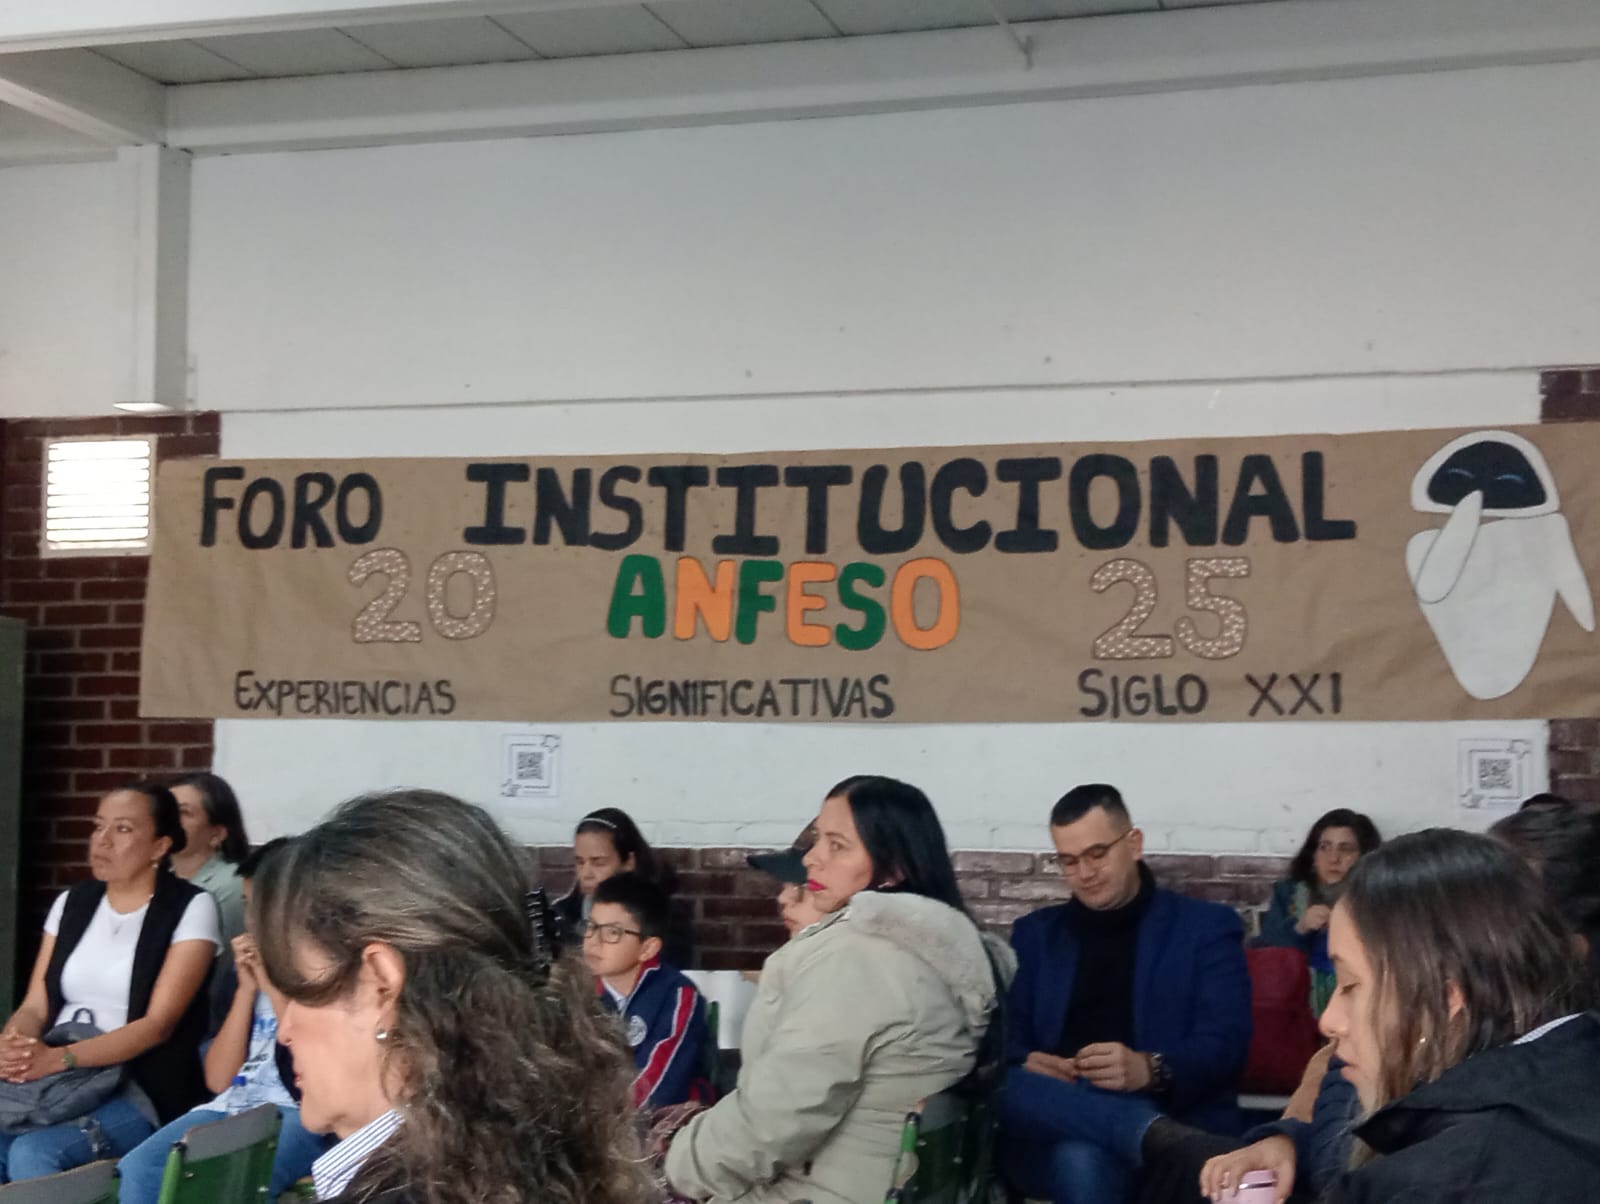 FORO INSTITUCIONAL
20 ANFESO 25
EXPERIENCIAS SIGNIFICATIVAS SIGLO XXI